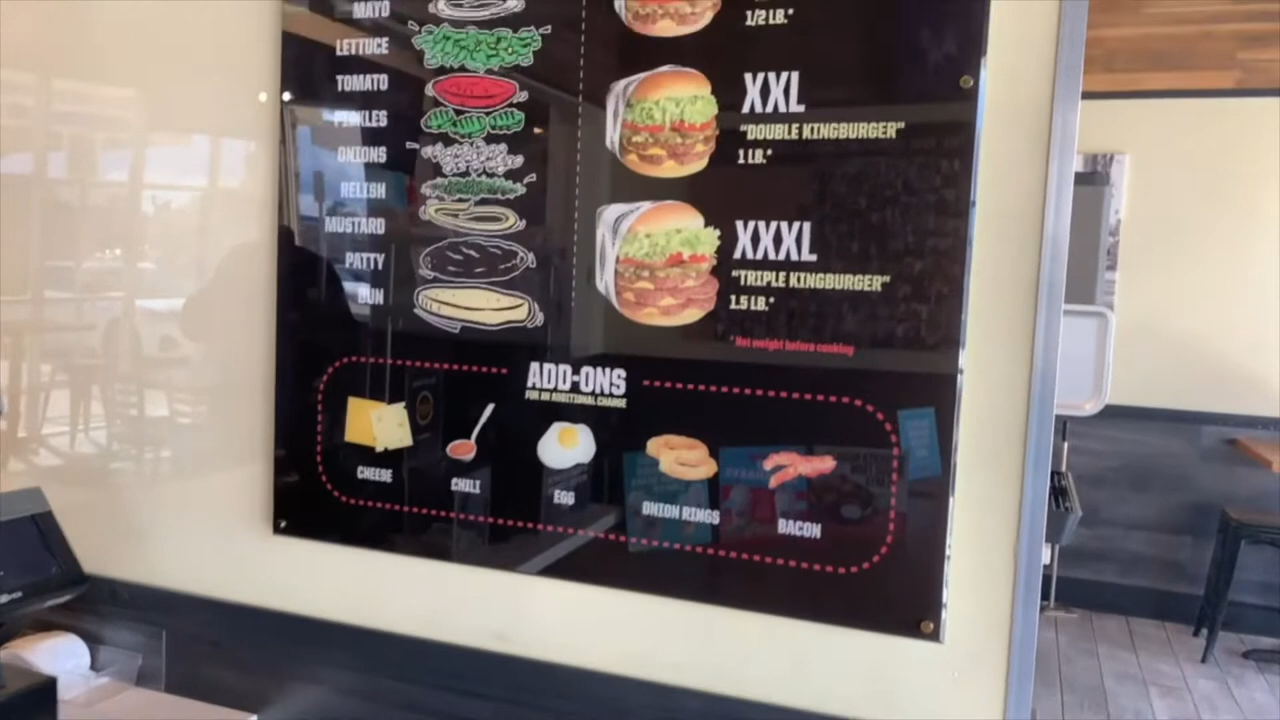 MAYO
LETTUCE
TOMATO
PICKLES
ONIONS
RELISH
MUSTARD
PATTY
BUN
1/2 LB.*
XXL
"DOUBLE KINGBURGER"
1 LB.*
XXXL
"TRIPLE KINGBURGER"
1.5 LB.*
* Net weight before cooking
ADD-ONS
FOR AN ADDITIONAL CHARGE
CHEESE
CHILI
EGG
ONION RINGS
BACON